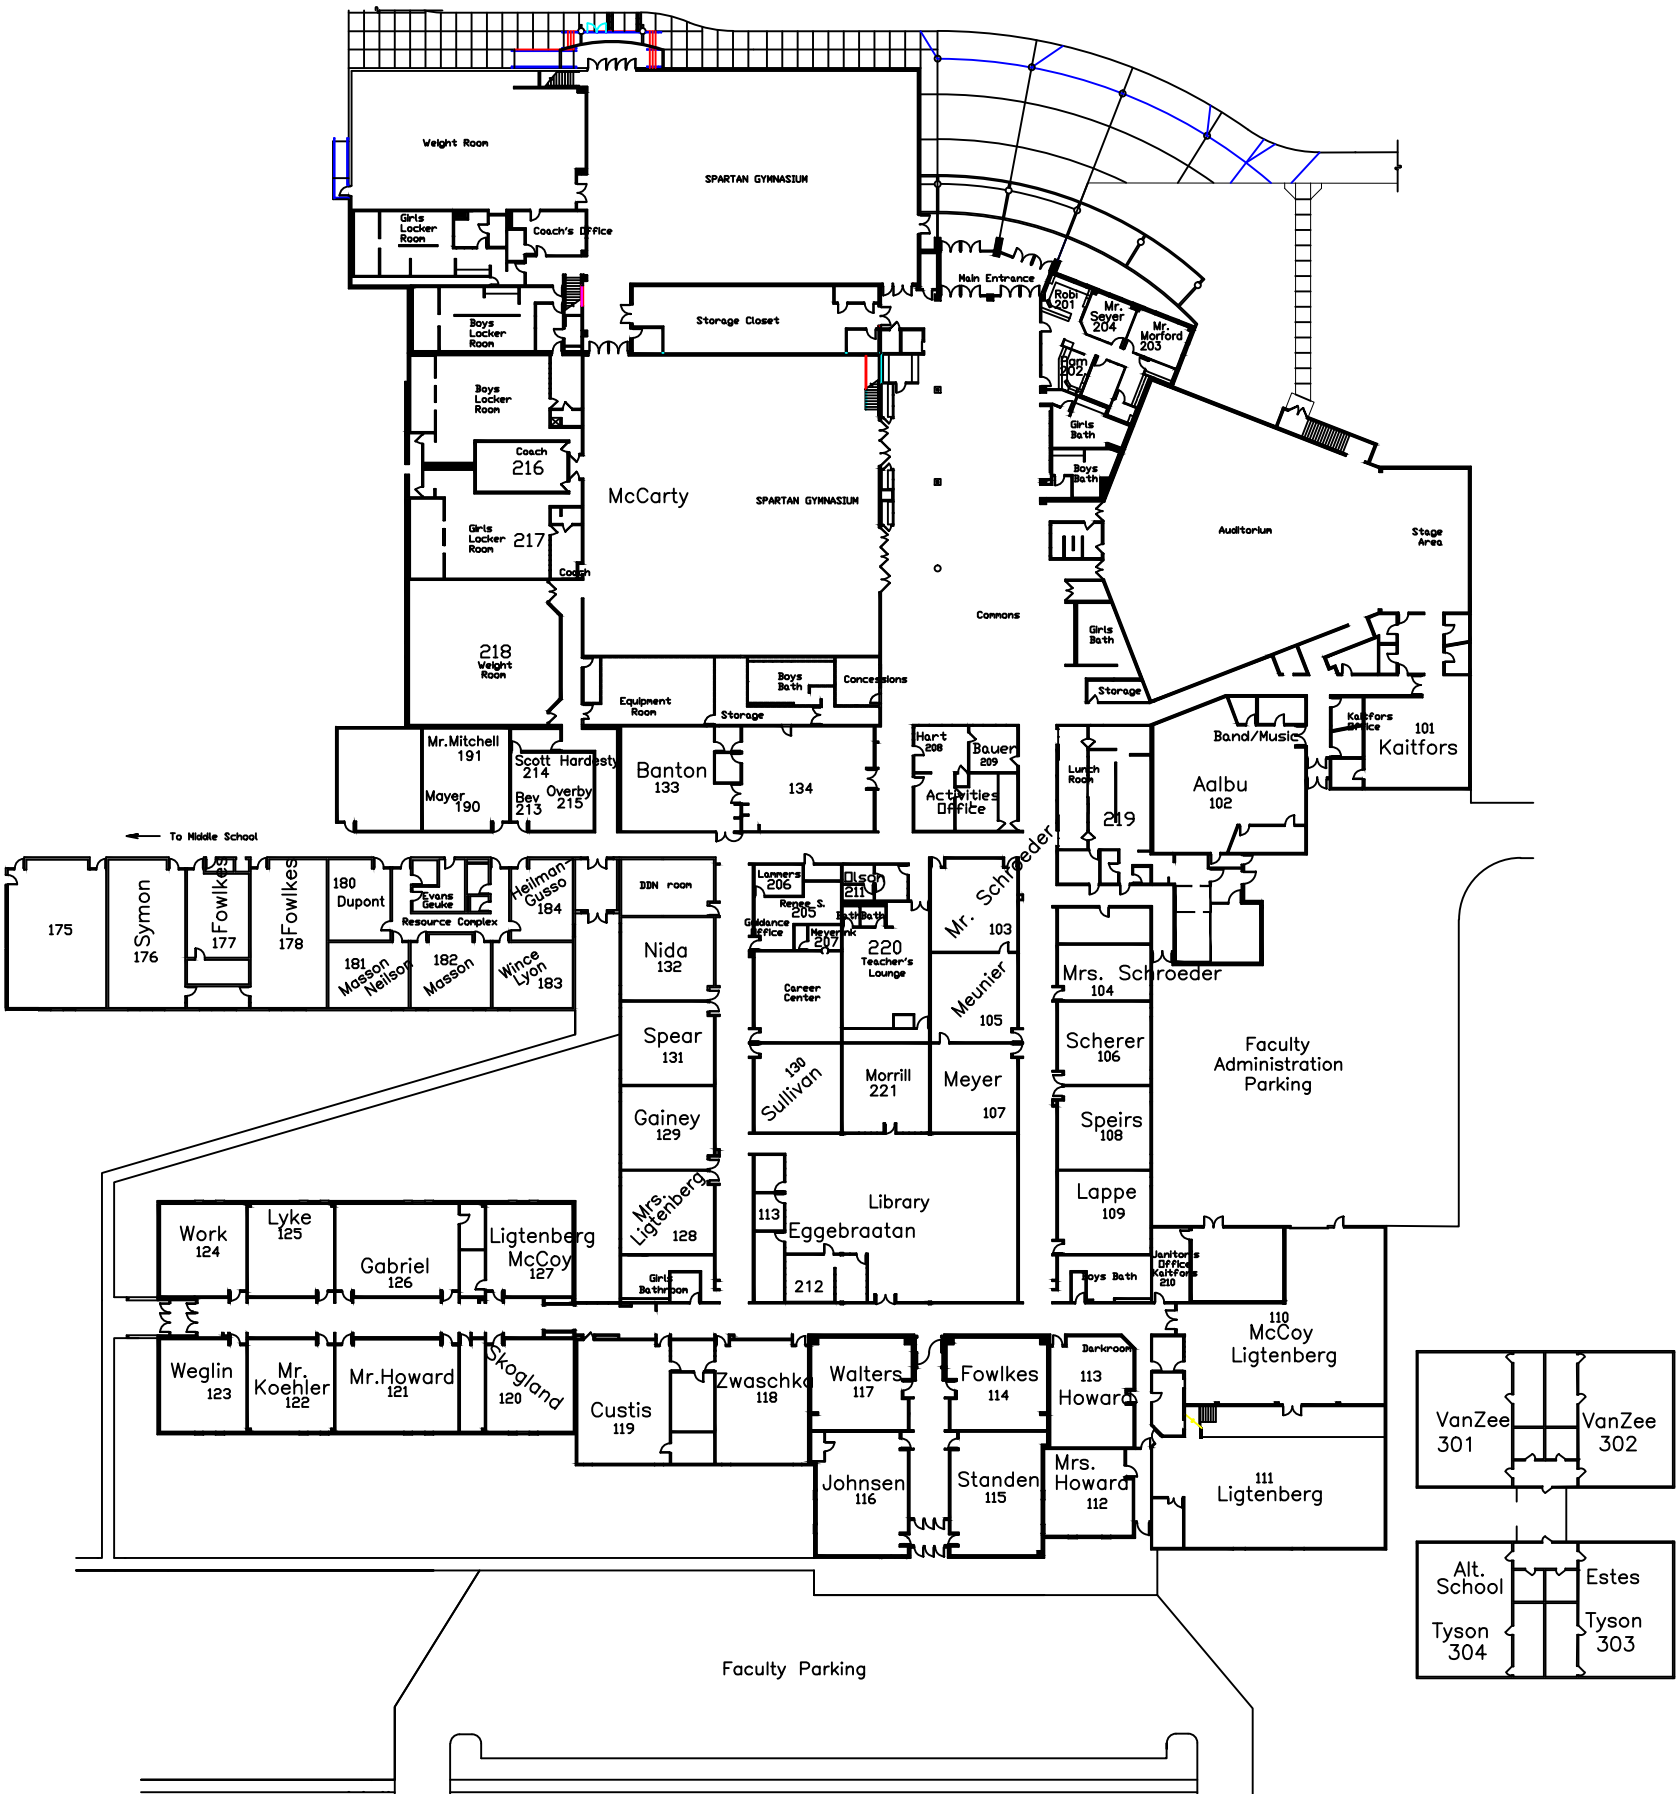 Weight Room
SPARTAN GYMNASIUM
Girls
Locker
Room
Coach's Office
Main Entrance
Robi
201
Mr.
Seyer
204
Mr.
Morford
203
Pam
202
Storage Closet
Boys
Locker
Room
Boys
Locker
Room
Girls
Bath
Boys
Bath
Coach
216
McCarty
SPARTAN GYMNASIUM
Auditorium
Stage
Area
Girls
Locker
Room
217
Coach
Commons
Girls
Bath
218
Weight
Room
Boys
Bath
Concessions
Equipment
Room
Storage
Storage
Mr.Mitchell
191
Scott
214
Hardesty
Mayer
190
Bev
213
Overby
215
Banton
133
134
Hart
208
Bauer
209
Activities
Office
Lunch
Room
219
Band/Music
Aalbu
102
Kaitfors
Office
101
Kaitfors
To Middle School
175
Symon
176
Fowlkes
177
Fowlkes
178
180
Dupont
Evans
Geuke
Resource Complex
Heilman-
Gusso
184
181
Masson
Neilson
182
Masson
Wince
Lyon
183
DDN room
Lammers
206
Renee S.
205
Guidance
Office
Meyerink
207
Olson
211
Bath
Bath
220
Teacher's
Lounge
Mr. Schroeder
103
Nida
132
Career
Center
Meunier
105
Mrs. Schroeder
104
Spear
131
Scherer
106
Faculty
Administration
Parking
130
Sullivan
Morrill
221
Meyer
107
Gainey
129
Speirs
108
Mrs.
Ligtenberg
128
113
Library
Eggebraatan
212
Lappe
109
Work
124
Lyke
125
Gabriel
126
Ligtenberg
McCoy
127
Girls
Bathroom
Boys Bath
Janitors
Office
Kaitfors
210
110
McCoy
Ligtenberg
Weglin
123
Mr.
Koehler
122
Mr.Howard
121
Skogland
120
Custis
119
Zwaschka
118
Walters
117
Fowlkes
114
Darkroom
113
Howard
Johnsen
116
Standen
115
Mrs.
Howard
112
111
Ligtenberg
VanZee
301
VanZee
302
Alt.
School
Estes
Tyson
304
Tyson
303
Faculty Parking